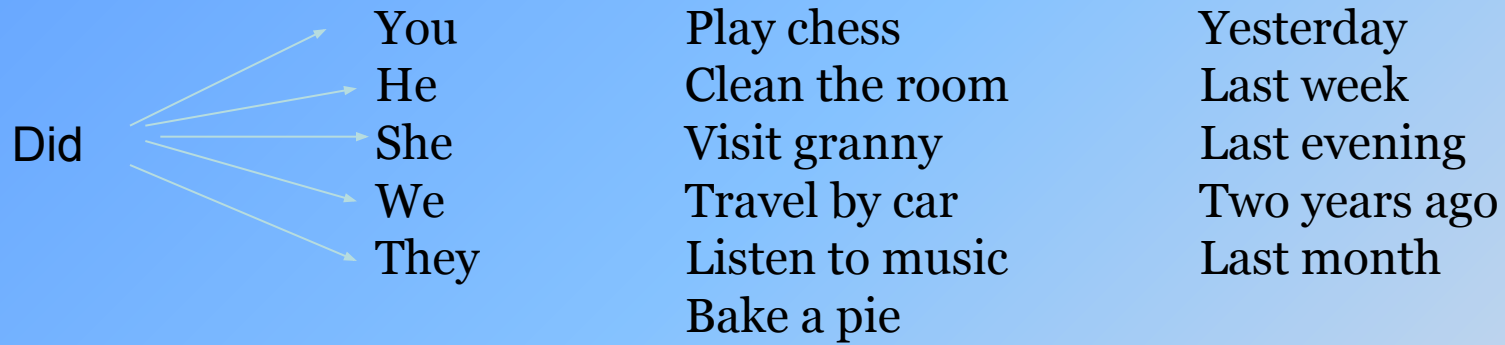 You Play chess Yesterday
He Clean the room Last week
Did She Visit granny Last evening
We Travel by car Two years ago
They Listen to music Last month
Bake a pie